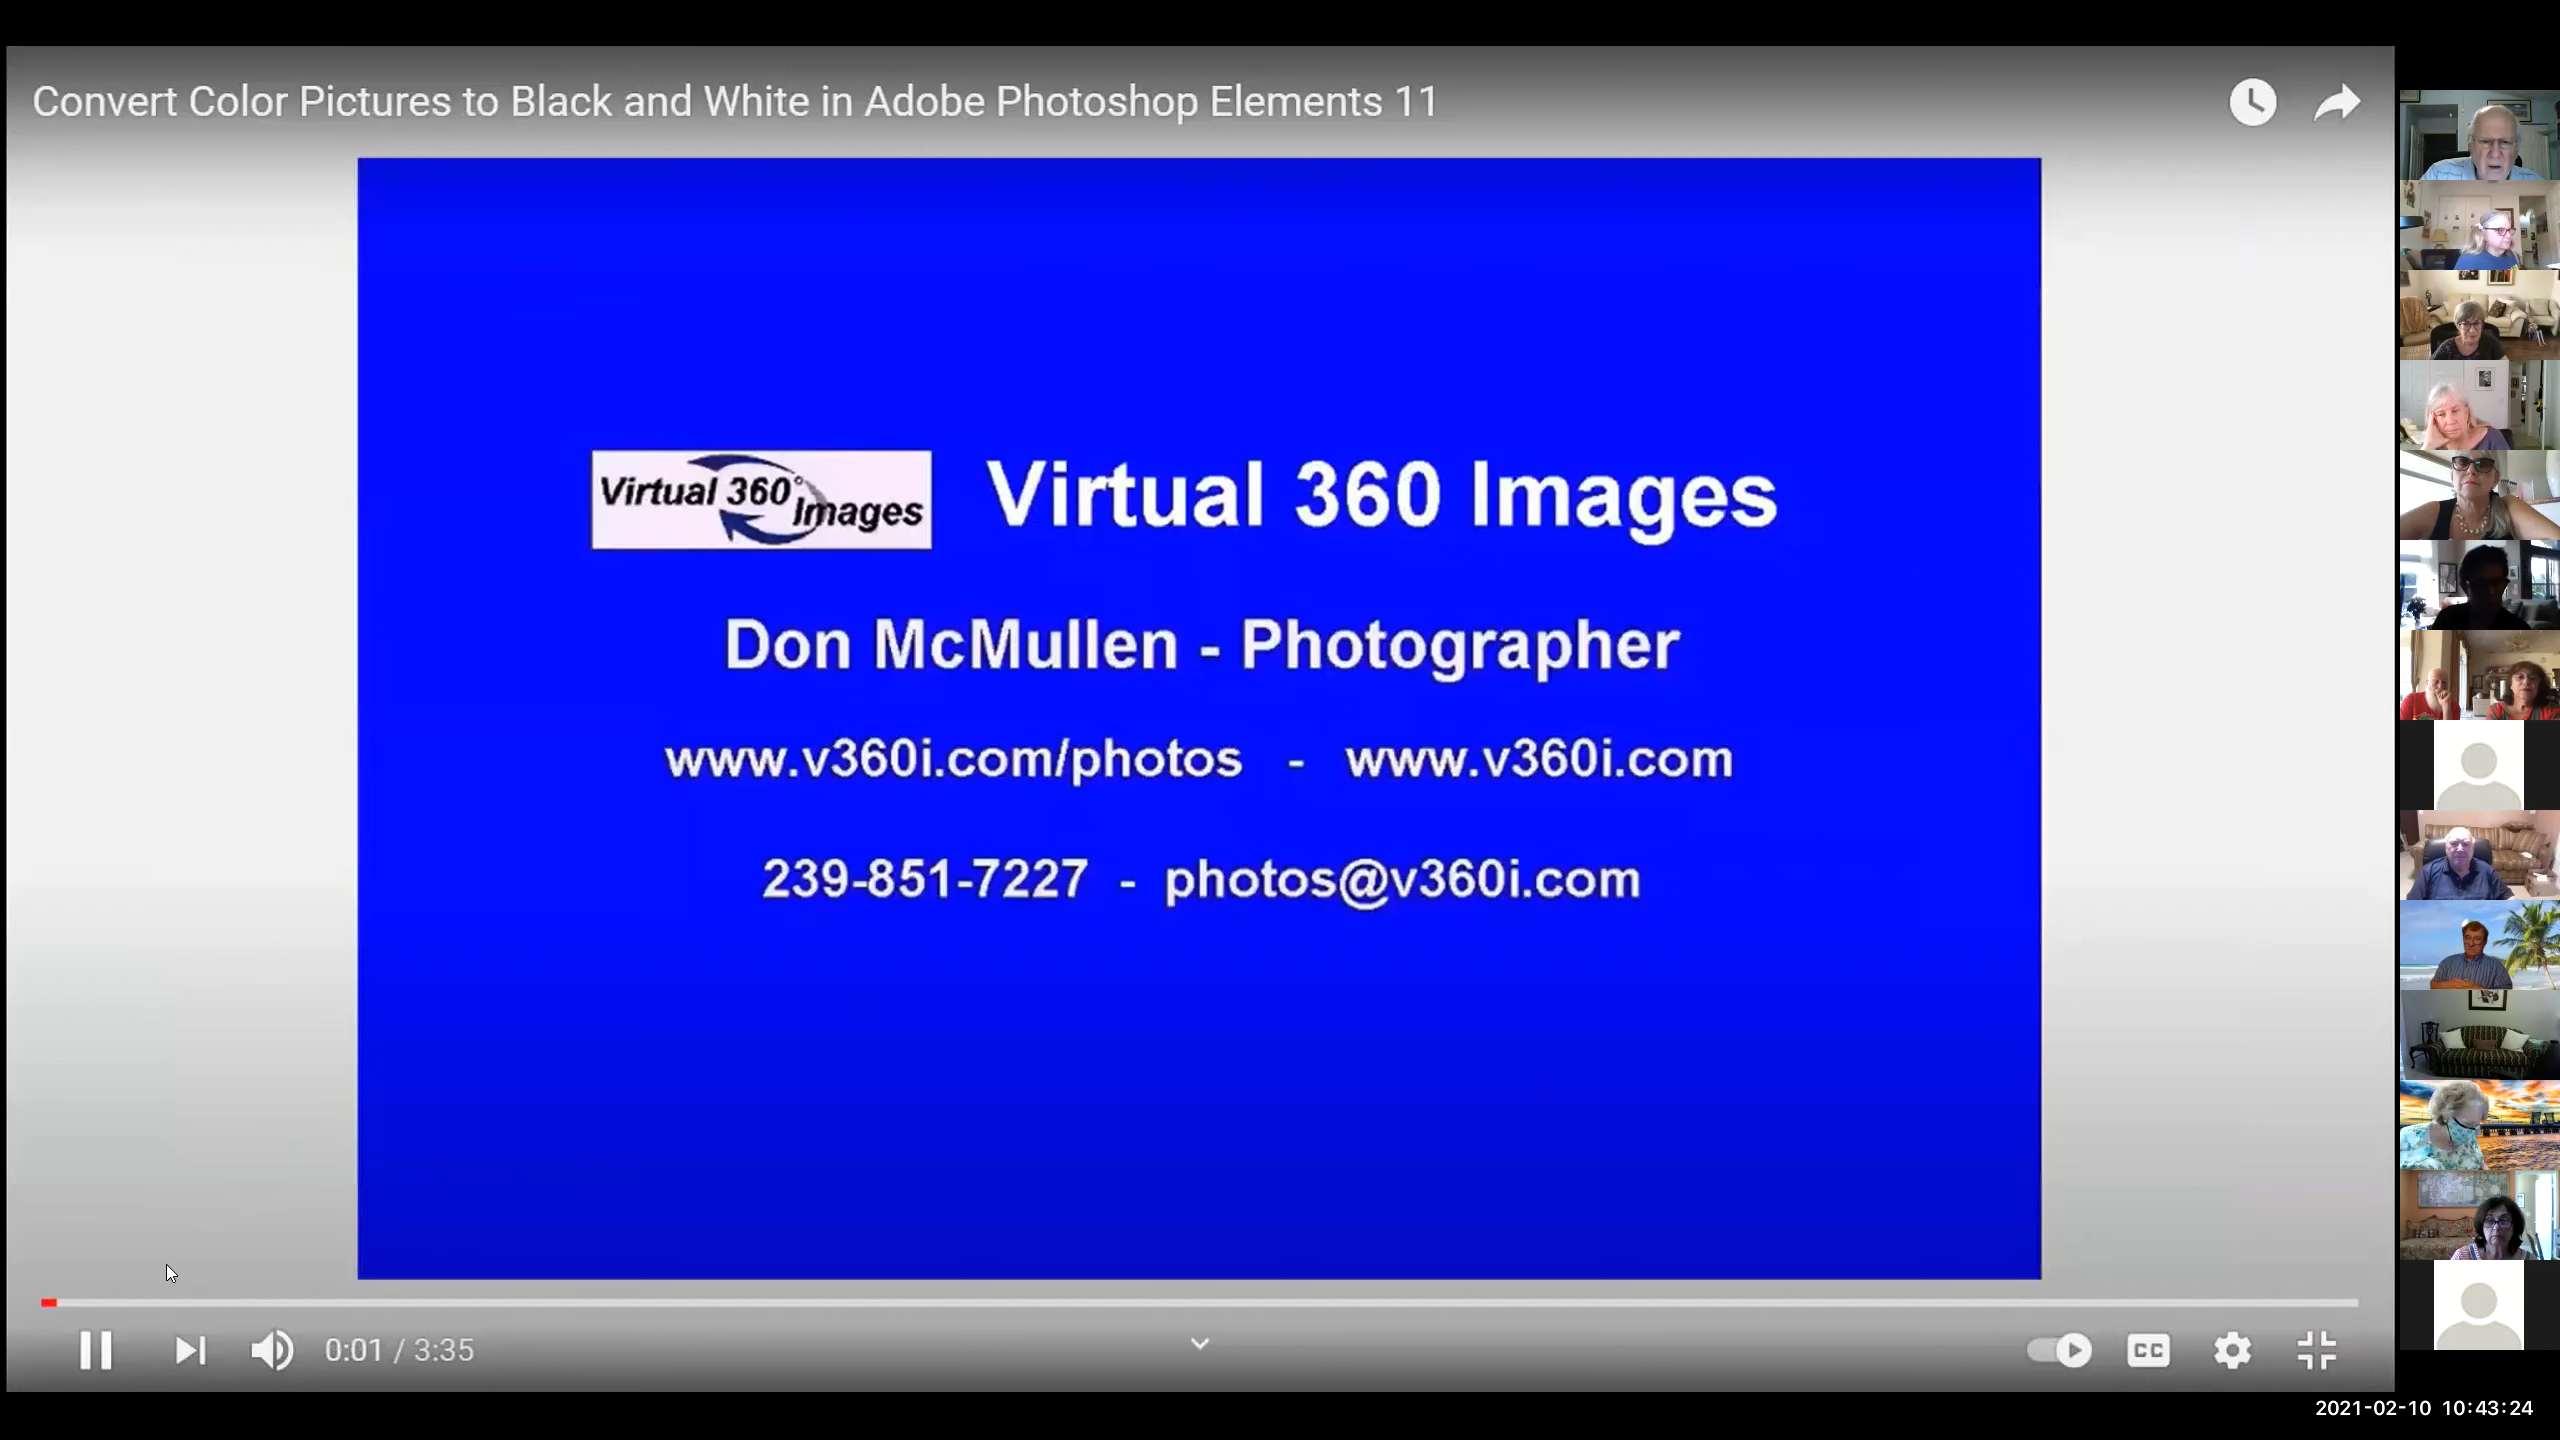 Convert Color Pictures to Black and White in Adobe Photoshop Elements 11
Virtual 360° Images
Virtual 360 Images
Don McMullen - Photographer
www.v360i.com/photos - www.v360i.com
239-851-7227 - photos@v360i.com
0:01 / 3:35
CC
2021-02-10 10:43:24